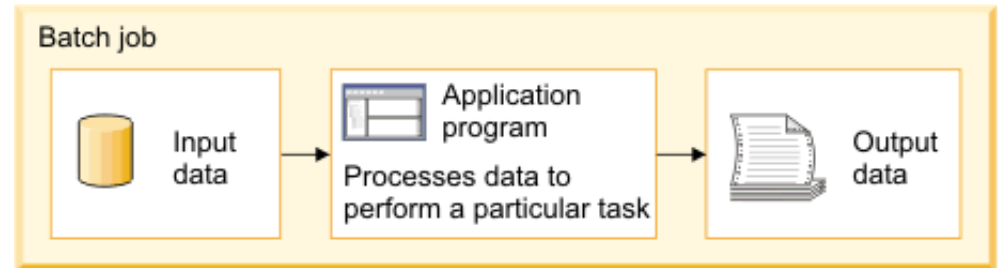 Batch job
Input
data
Application
program
Processes data to
perform a particular task
Output
data